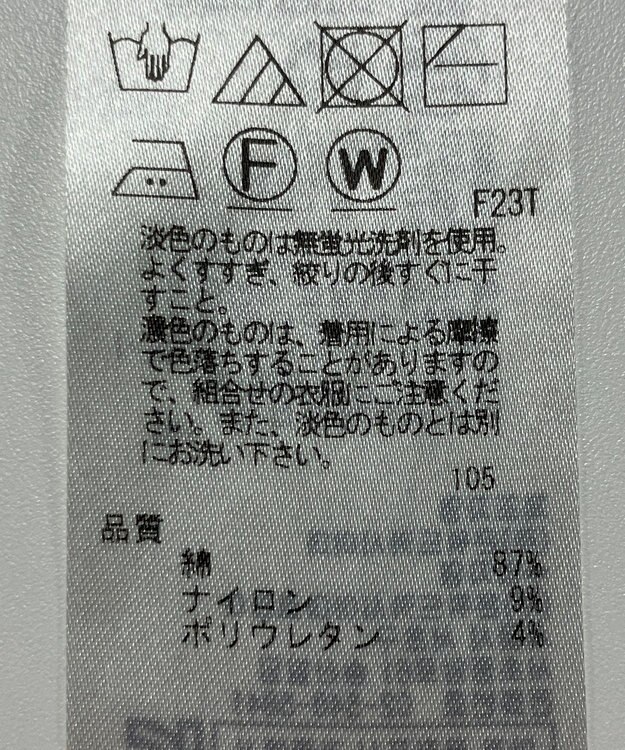 F
W
F23T
淡色のものは無蛍光洗剤を使用。
よくすすぎ、絞りの後すぐに干
すこと。
濃色のものは、着用による摩擦
で色落ちすることがありますの
で、組合せの衣服にご注意くだ
さい。また、淡色のものとは別
にお洗い下さい。
105
品質
綿 87%
ナイロン 9%
ポリウレタン 4%